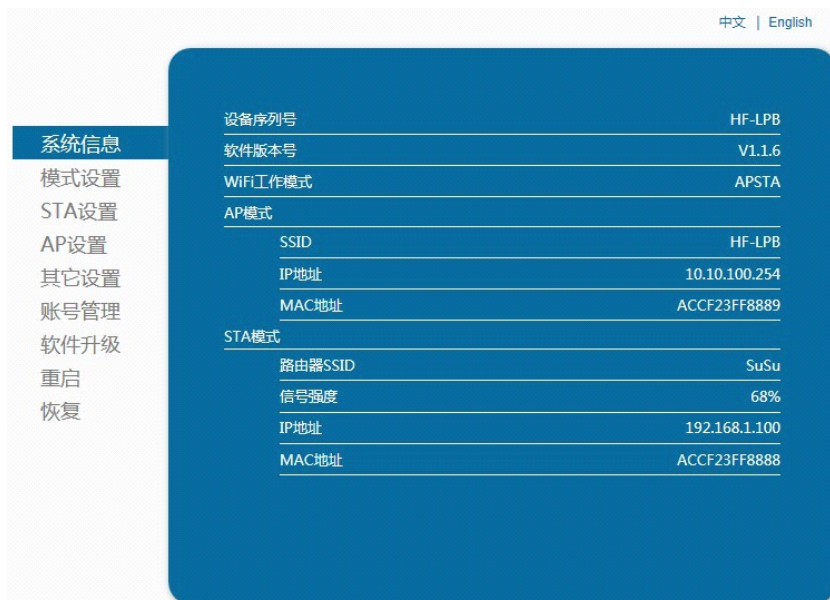 中文 | English
系统信息
模式设置
STA设置
AP设置
其它设置
账号管理
软件升级
重启
恢复
设备序列号 HF-LPB
软件版本号 V1.1.6
WiFi工作模式 APSTA
AP模式
SSID HF-LPB
IP地址 10.10.100.254
MAC地址 ACCF23FF8889
STA模式
路由器SSID SuSu
信号强度 68%
IP地址 192.168.1.100
MAC地址 ACCF23FF8888